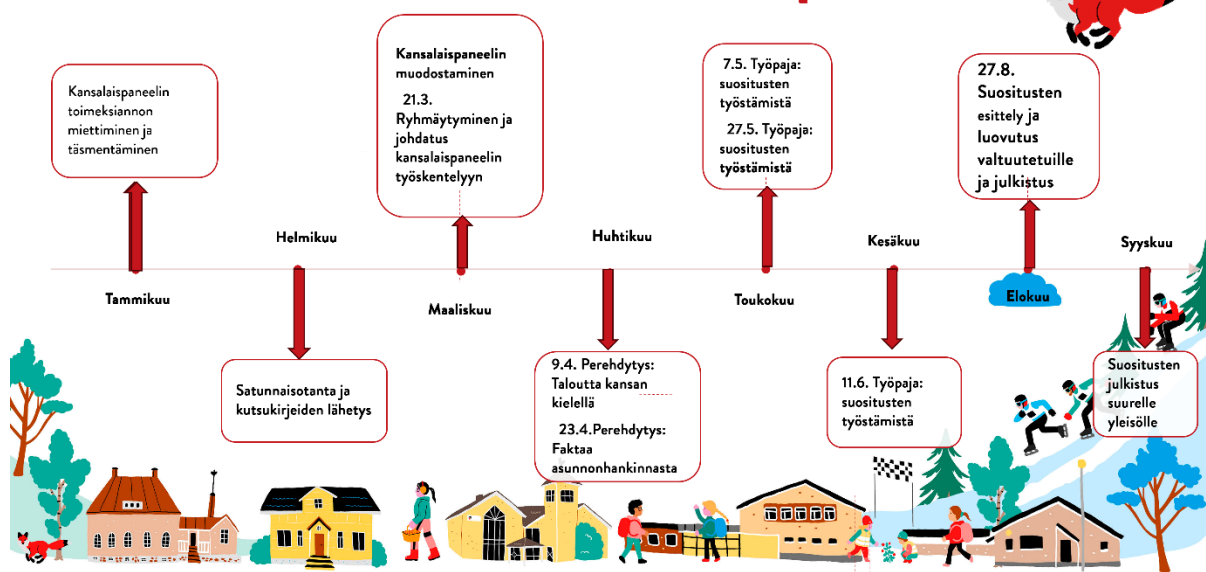 Kansalaispaneelin
toimeksiannon
miettiminen ja
täsmentäminen
Kansalaispaneelin
muodostaminen
21.3.
Ryhmäytyminen ja
johdatus
kansalaispaneelin
työskentelyyn
7.5. Työpaja:
suositusten
työstämistä
27.5. Työpaja:
suositusten
työstämistä
27.8.
Suositusten
esittely ja
luovutus
valtuutetuille
ja julkistus
Helmikuu
Huhtikuu
Kesäkuu
Syyskuu
Tammikuu
Maaliskuu
Toukokuu
Elokuu
Satunnaisotanta ja
kutsukirjeiden lähetys
9.4. Perehdytys:
Taloutta kansan
kielellä
23.4.Perehdytys:
Faktaa
asunnonhankinnasta
11.6. Työpaja:
suositusten
työstämistä
Suositusten
julkistus
suurelle
yleisölle